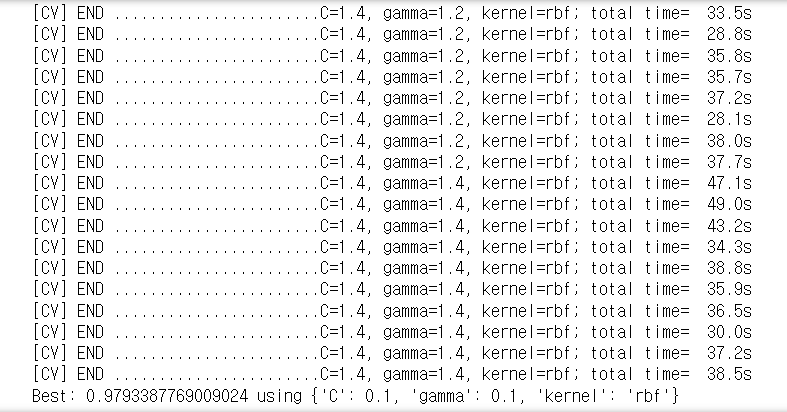 [CV] END .......................C=1.4, gamma=1.2, kernel=rbf; total time=  33.5s
[CV] END .......................C=1.4, gamma=1.2, kernel=rbf; total time=  28.8s
[CV] END .......................C=1.4, gamma=1.2, kernel=rbf; total time=  35.8s
[CV] END .......................C=1.4, gamma=1.2, kernel=rbf; total time=  35.7s
[CV] END .......................C=1.4, gamma=1.2, kernel=rbf; total time=  37.2s
[CV] END .......................C=1.4, gamma=1.2, kernel=rbf; total time=  28.1s
[CV] END .......................C=1.4, gamma=1.2, kernel=rbf; total time=  38.0s
[CV] END .......................C=1.4, gamma=1.2, kernel=rbf; total time=  37.7s
[CV] END .......................C=1.4, gamma=1.4, kernel=rbf; total time=  47.1s
[CV] END .......................C=1.4, gamma=1.4, kernel=rbf; total time=  49.0s
[CV] END .......................C=1.4, gamma=1.4, kernel=rbf; total time=  43.2s
[CV] END .......................C=1.4, gamma=1.4, kernel=rbf; total time=  34.3s
[CV] END .......................C=1.4, gamma=1.4, kernel=rbf; total time=  38.8s
[CV] END .......................C=1.4, gamma=1.4, kernel=rbf; total time=  35.9s
[CV] END .......................C=1.4, gamma=1.4, kernel=rbf; total time=  36.5s
[CV] END .......................C=1.4, gamma=1.4, kernel=rbf; total time=  30.0s
[CV] END .......................C=1.4, gamma=1.4, kernel=rbf; total time=  37.2s
[CV] END .......................C=1.4, gamma=1.4, kernel=rbf; total time=  38.5s
Best: 0.9793387769009024 using {'C': 0.1, 'gamma': 0.1, 'kernel': 'rbf'}